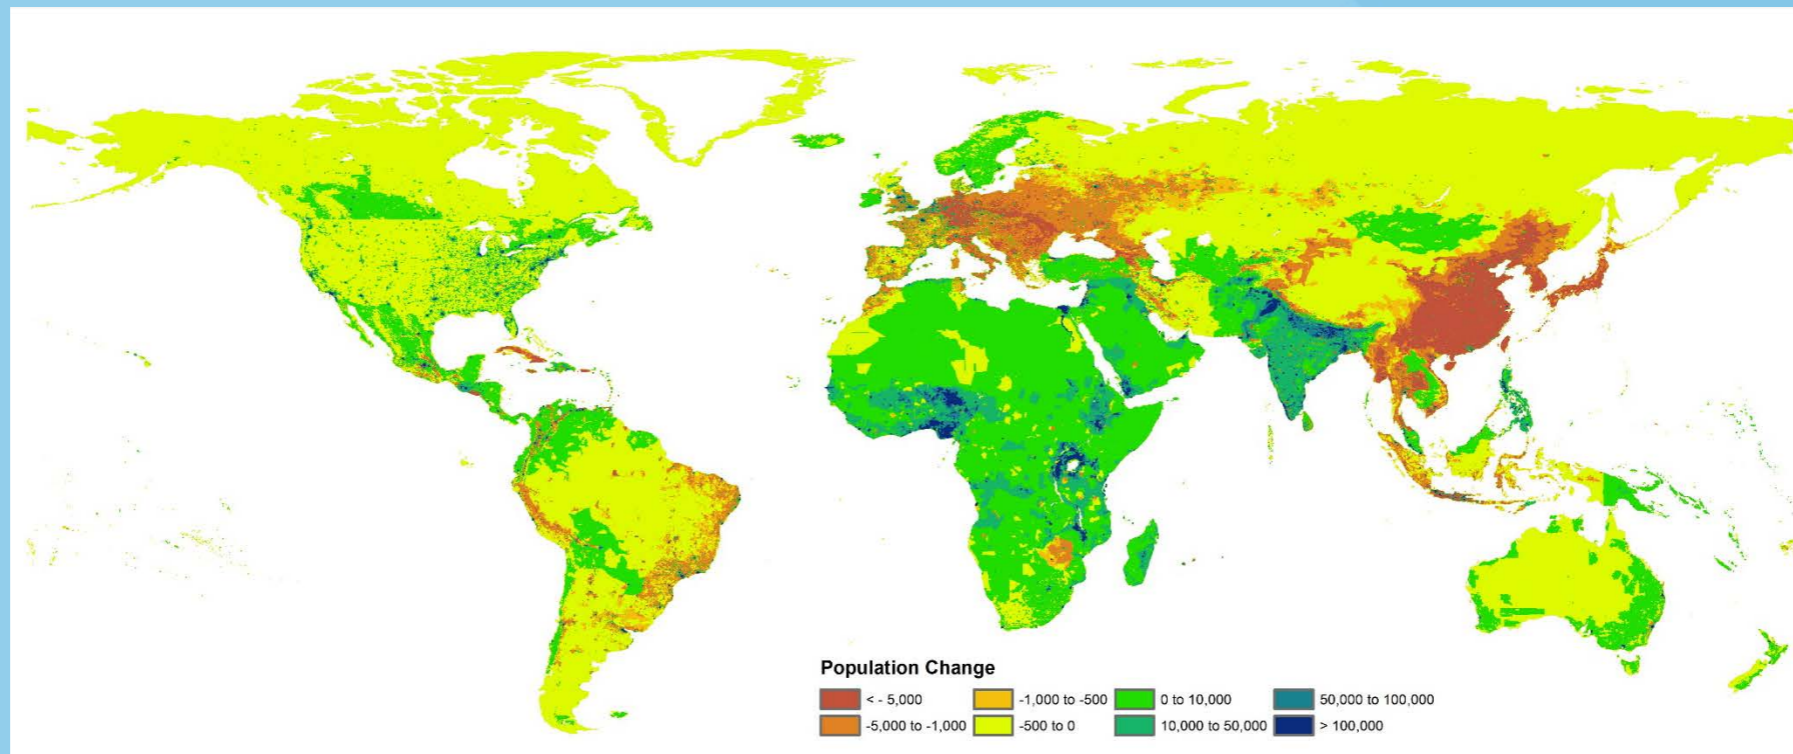 Population Change
< - 5,000 -1,000 to -500 0 to 10,000 50,000 to 100,000
-5,000 to -1,000 -500 to 0 10,000 to 50,000 > 100,000